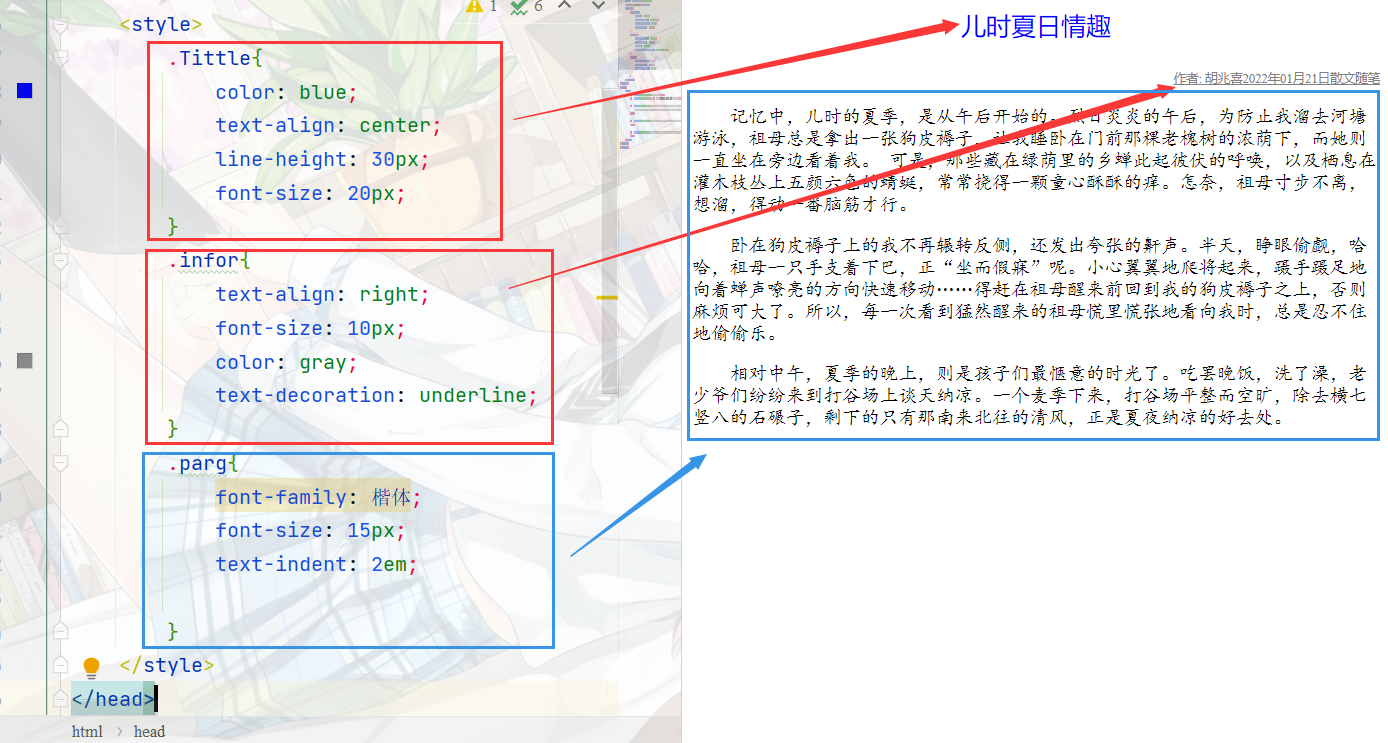 1 6
<style>
.Tittle{
color: blue;
text-align: center;
line-height: 30px;
font-size: 20px;
}
.infor{
text-align: right;
font-size: 10px;
color: gray;
text-decoration: underline;
}
.parg{
font-family: 楷体;
font-size: 15px;
text-indent: 2em;
}
</style>
</head>
html › head
儿时夏日情趣
作者: 胡兆喜2022年01月21日散文随笔
记忆中，儿时的夏季，是从午后开始的。 日炎炎的午后，为防止我溜去河塘
游泳，祖母总是拿出一张狗皮褥子，让我睡卧在门前那棵老槐树的浓荫下，而她则
一直坐在旁边看着我。 可是，那些藏在绿荫里的乡蝉此起彼伏的呼唤，以及栖息在
灌木枝丛上五颜六色的蜻蜓，常常挠得一颗童心酥酥的痒。怎奈，祖母寸步不离，
想溜，得动一番脑筋才行。
卧在狗皮褥子上的我不再辗转反侧，还发出夸张的鼾声。半天，睁眼偷觑，哈
哈，祖母一只手支着下巴，正“坐而假寐”呢。小心翼翼地爬将起来，蹑手蹑足地
向着蝉声嘹亮的方向快速移动……得赶在祖母醒来前回到我的狗皮褥子之上，否则
麻烦可大了。所以，每一次看到猛然醒来的祖母慌里慌张地看向我时，总是忍不住
地偷偷乐。
相对中午，夏季的晚上，则是孩子们最惬意的时光了。吃罢晚饭，洗了澡，老
少爷们纷纷来到打谷场上谈天纳凉。一个麦季下来，打谷场平整而空旷，除去横七
竖八的石碾子，剩下的只有那南来北往的清风，正是夏夜纳凉的好去处。